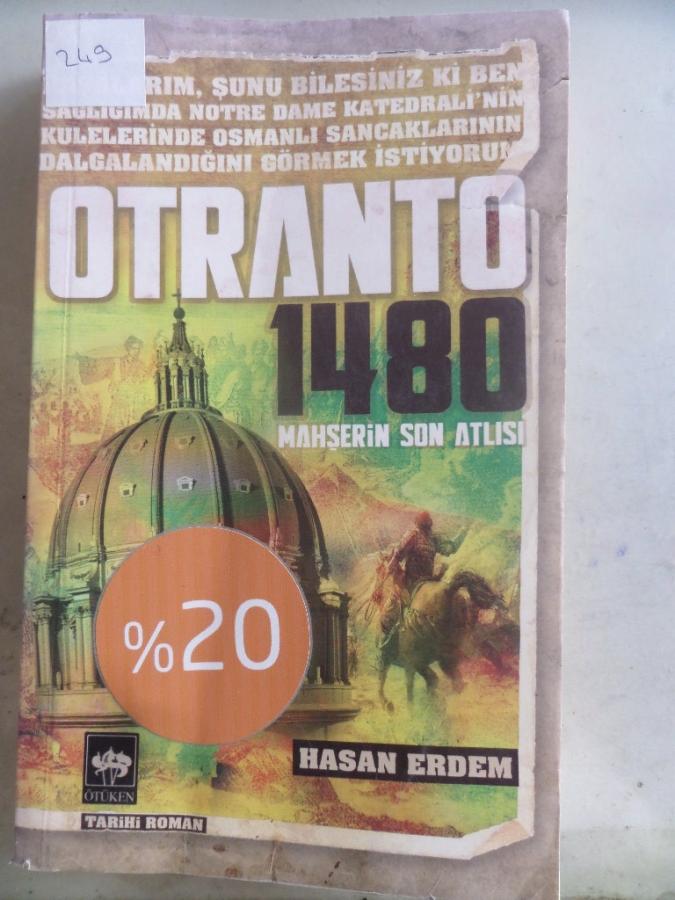 249
ŞUNU BİLESİNİZ Kİ BEN
SAĞLIĞIMDA NOTRE DAME KATEDRALİ'NİN
KULELERİNDE OSMANLI SANCAKLARININ
DALGALANDIĞINI GÖRMEK İSTİYORUM
OTRANTO
1480
MAHŞERİN SON ATLISI
%20
HASAN ERDEM
ÖTÜKEN
TARİHİ ROMAN